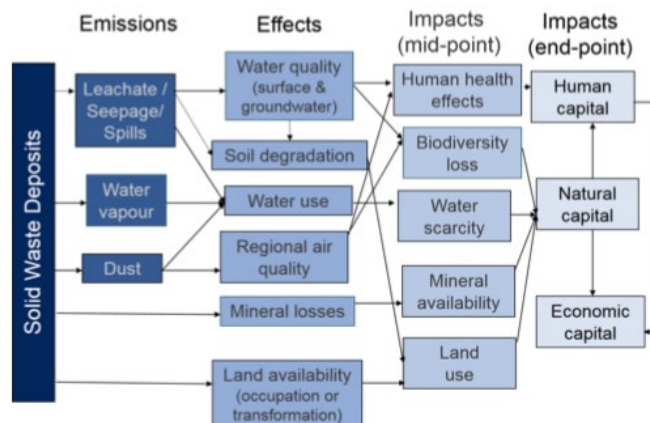 Emissions
Effects
Impacts
(mid-point)
Impacts
(end-point)
Solid Waste Deposits
Leachate /
Seepage/
Spills
Water
vapour
Dust
Water quality
(surface &
groundwater)
Soil degradation
Water use
Regional air
quality
Mineral losses
Land availability
(occupation or
transformation)
Human health
effects
Biodiversity
loss
Water
scarcity
Mineral
availability
Land
use
Human
capital
Natural
capital
Economic
capital